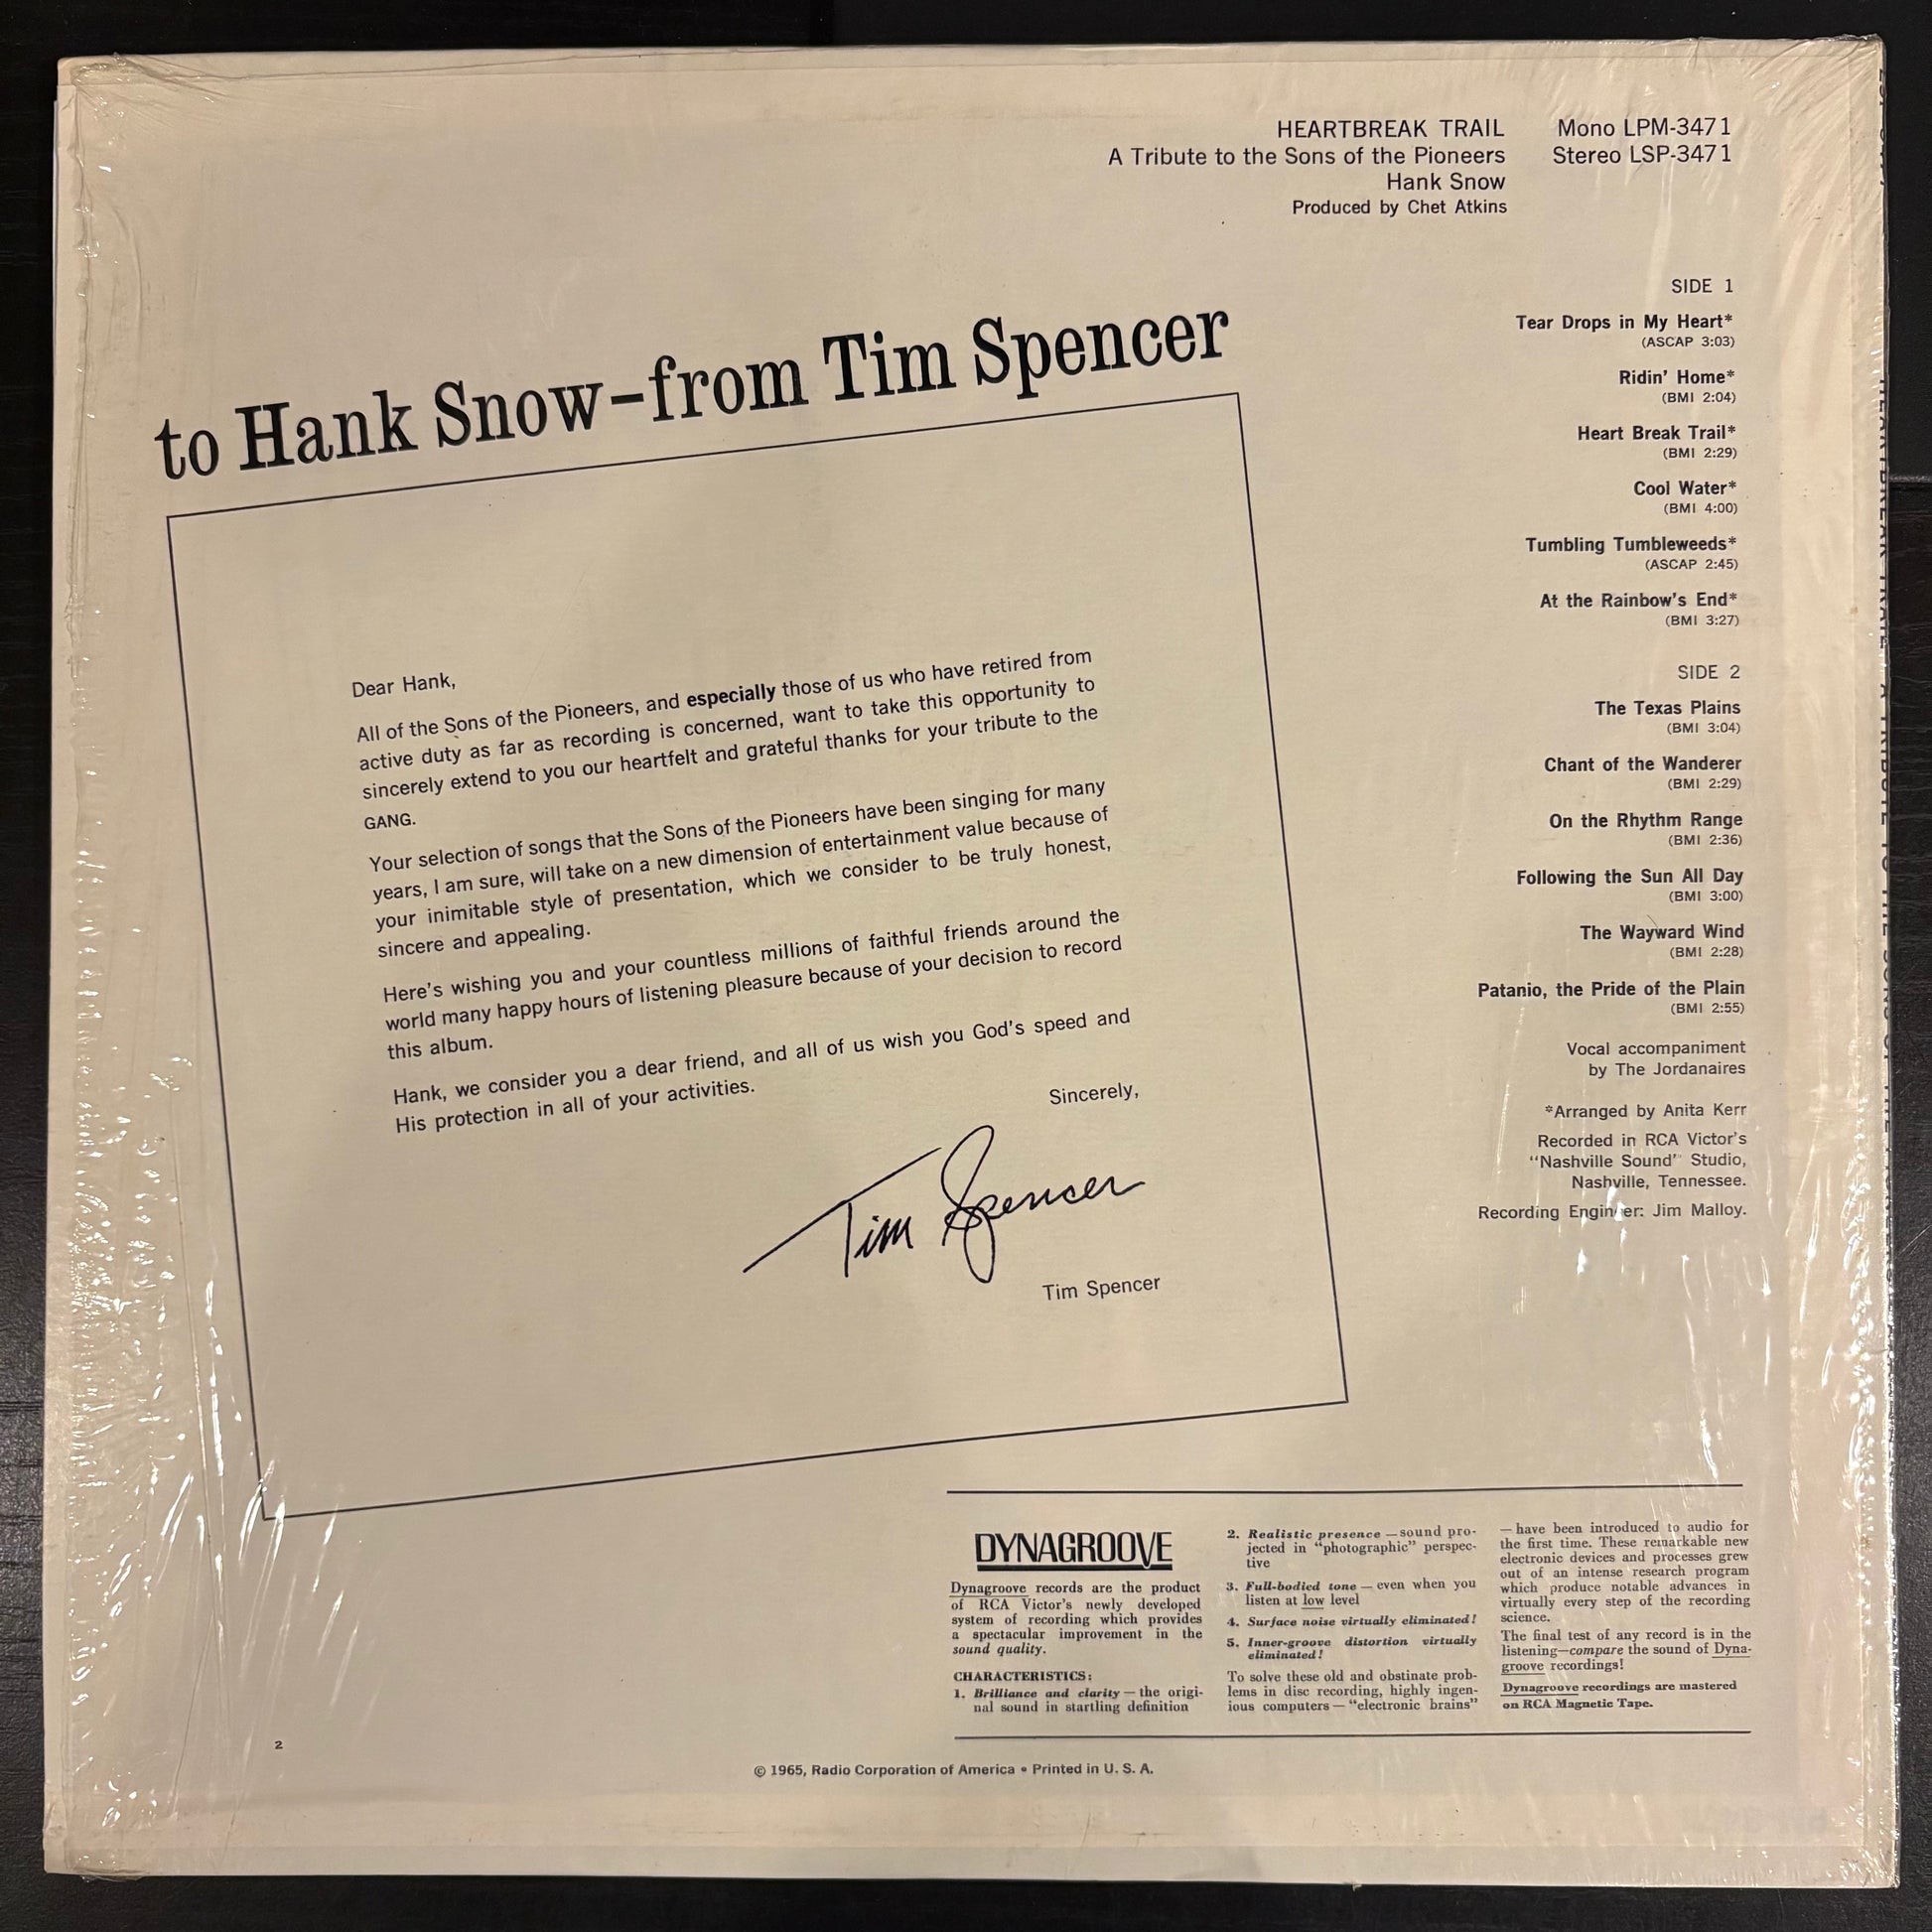 HEARTBREAK TRAIL
A Tribute to the Sons of the Pioneers
Hank Snow
Produced by Chet Atkins
Mono LPM-3471
Stereo LSP-3471
to Hank Snow–from Tim Spencer
Dear Hank,
All of the Sons of the Pioneers, and especially those of us who have retired from
active duty as far as recording is concerned, want to take this opportunity to
sincerely extend to you our heartfelt and grateful thanks for your tribute to the
GANG.
Your selection of songs that the Sons of the Pioneers have been singing for many
years, I am sure, will take on a new dimension of entertainment value because of
your inimitable style of presentation, which we consider to be truly honest,
sincere and appealing.
Here's wishing you and your countless millions of faithful friends around the
world many happy hours of listening pleasure because of your decision to record
this album.
Hank, we consider you a dear friend, and all of us wish you God's speed and
His protection in all of your activities.
Sincerely,
Tim Spencer
Tim Spencer
SIDE 1
Tear Drops in My Heart*
(ASCAP 3:03)
Ridin' Home*
(BMI 2:04)
Heart Break Trail*
(BMI 2:29)
Cool Water*
(BMI 4:00)
Tumbling Tumbleweeds*
(ASCAP 2:45)
At the Rainbow's End*
(BMI 3:27)
SIDE 2
The Texas Plains
(BMI 3:04)
Chant of the Wanderer
(BMI 2:29)
On the Rhythm Range
(BMI 2:36)
Following the Sun All Day
(BMI 3:00)
The Wayward Wind
(BMI 2:28)
Patanio, the Pride of the Plain
(BMI 2:55)
Vocal accompaniment
by The Jordanaires
*Arranged by Anita Kerr
Recorded in RCA Victor's
"Nashville Sound" Studio,
Nashville, Tennessee.
Recording Engineer: Jim Malloy.
DYNAGROOVE
Dynagroove records are the product
of RCA Victor's newly developed
system of recording which provides
a spectacular improvement in the
sound quality.
CHARACTERISTICS:
1. Brilliance and clarity — the origi-
nal sound in startling definition
2. Realistic presence — sound pro-
jected in "photographic" perspec-
tive
3. Full-bodied tone — even when you
listen at low level
4. Surface noise virtually eliminated!
5. Inner-groove distortion virtually
eliminated!
To solve these old and obstinate prob-
lems in disc recording, highly ingen-
ious computers — "electronic brains"
— have been introduced to audio for
the first time. These remarkable new
electronic devices and processes grew
out of an intense research program
which produce notable advances in
virtually every step of the recording
science.
The final test of any record is in the
listening—compare the sound of Dyna-
groove recordings!
Dynagroove recordings are mastered
on RCA Magnetic Tape.
2
© 1965, Radio Corporation of America • Printed in U. S. A.